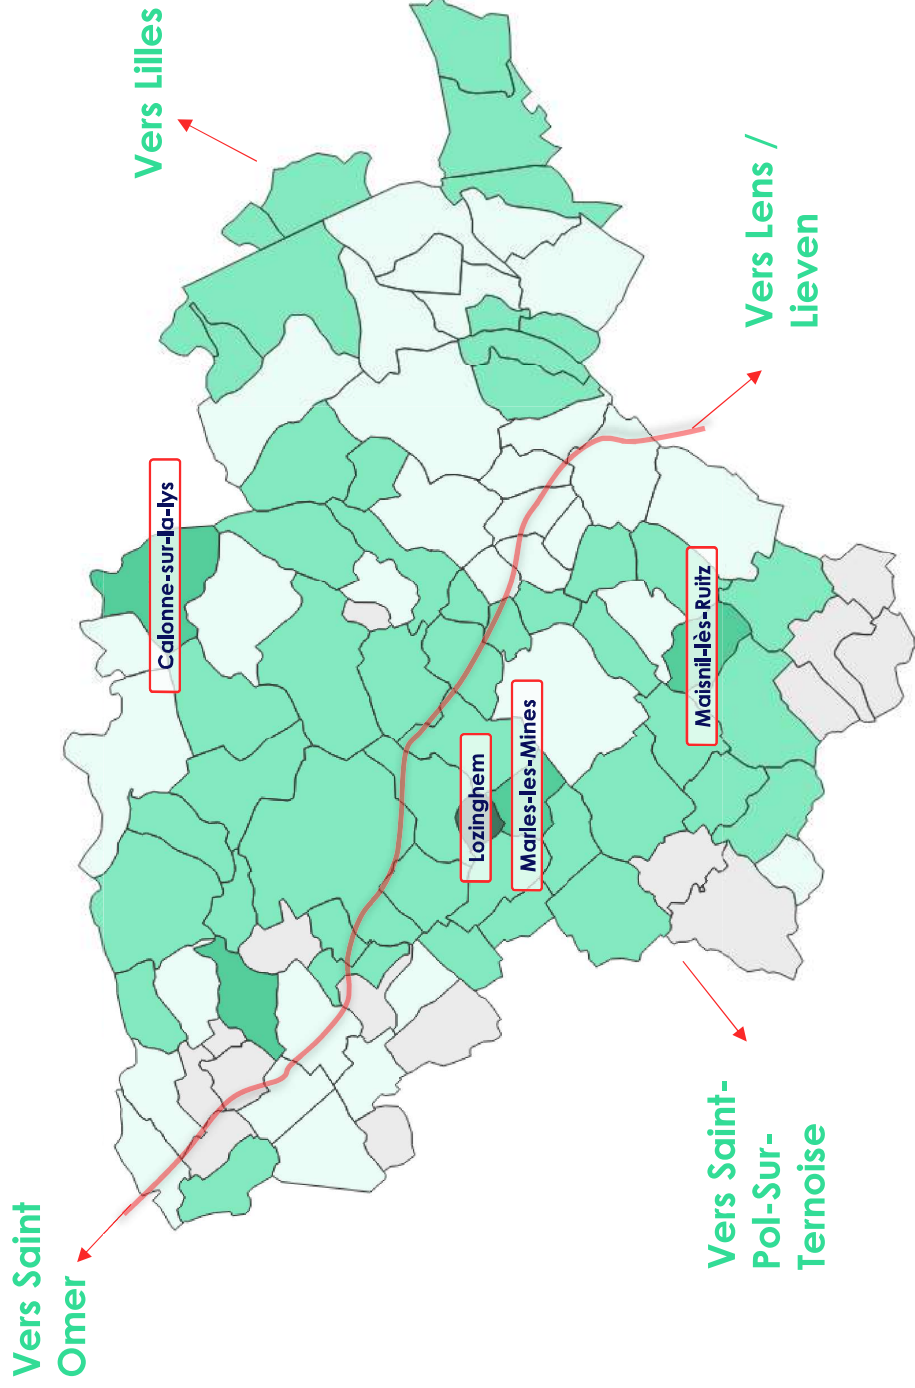 Vers Saint
Omer
Vers Lilles
Calonne-sur-la-lys
Lozinghem
Marles-les-Mines
Maisnil-lès-Ruitz
Vers Lens /
Lieven
Vers Saint-
Pol-Sur-
Ternoise